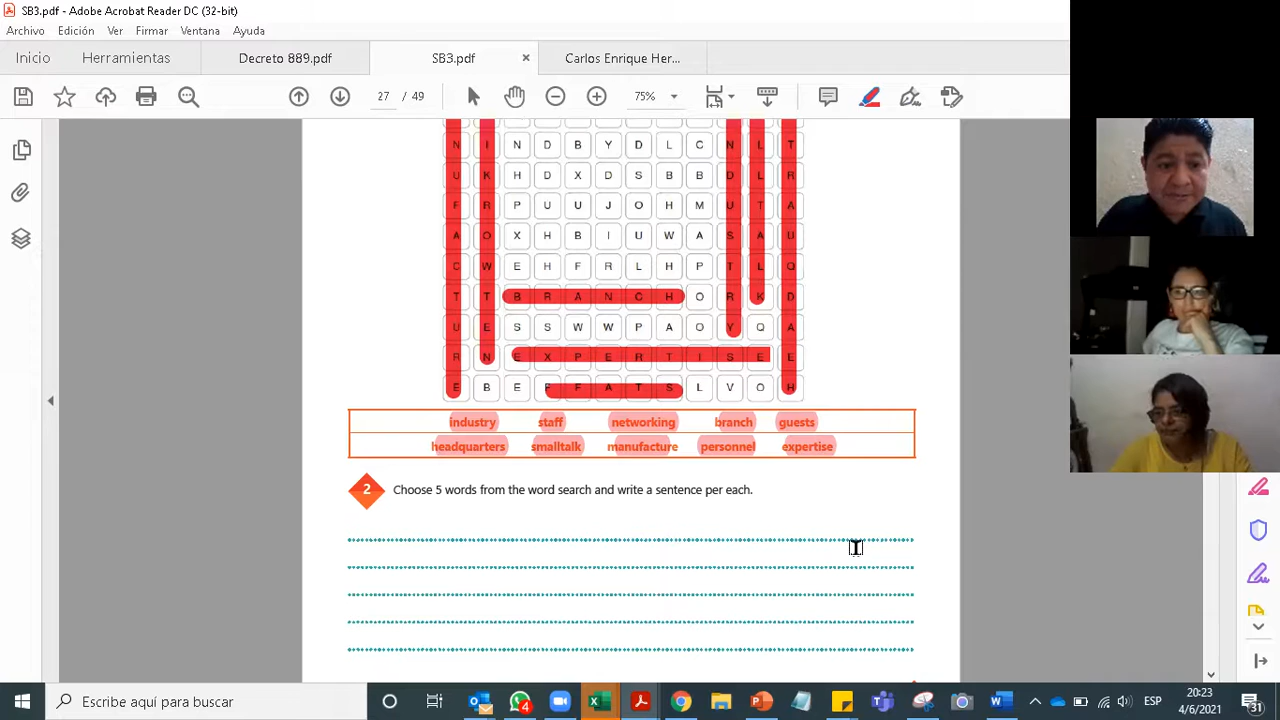 SB3.pdf - Adobe Acrobat Reader DC (32-bit)
Archivo Edición Ver Firmar Ventana Ayuda
Inicio Herramientas Decreto 889.pdf SB3.pdf × Carlos Enrique Her...
27 / 49 75%
N I N D B Y D L C N L T
U K H D X D S B B D L R
F R P U U J O H M U T A
A O X H B I U W A S A U
C W E H F R L H P T L Q
T T B R A N C H O R K D
U E S S W W P A O Y Q A
R N E X P E R T I S E E
E B E F F A T S L V O H
industry staff networking branch guests
headquarters smalltalk manufacture personnel expertise
2 Choose 5 words from the word search and write a sentence per each.
Escribe aquí para buscar
4
ESP
20:23
4/6/2021
31